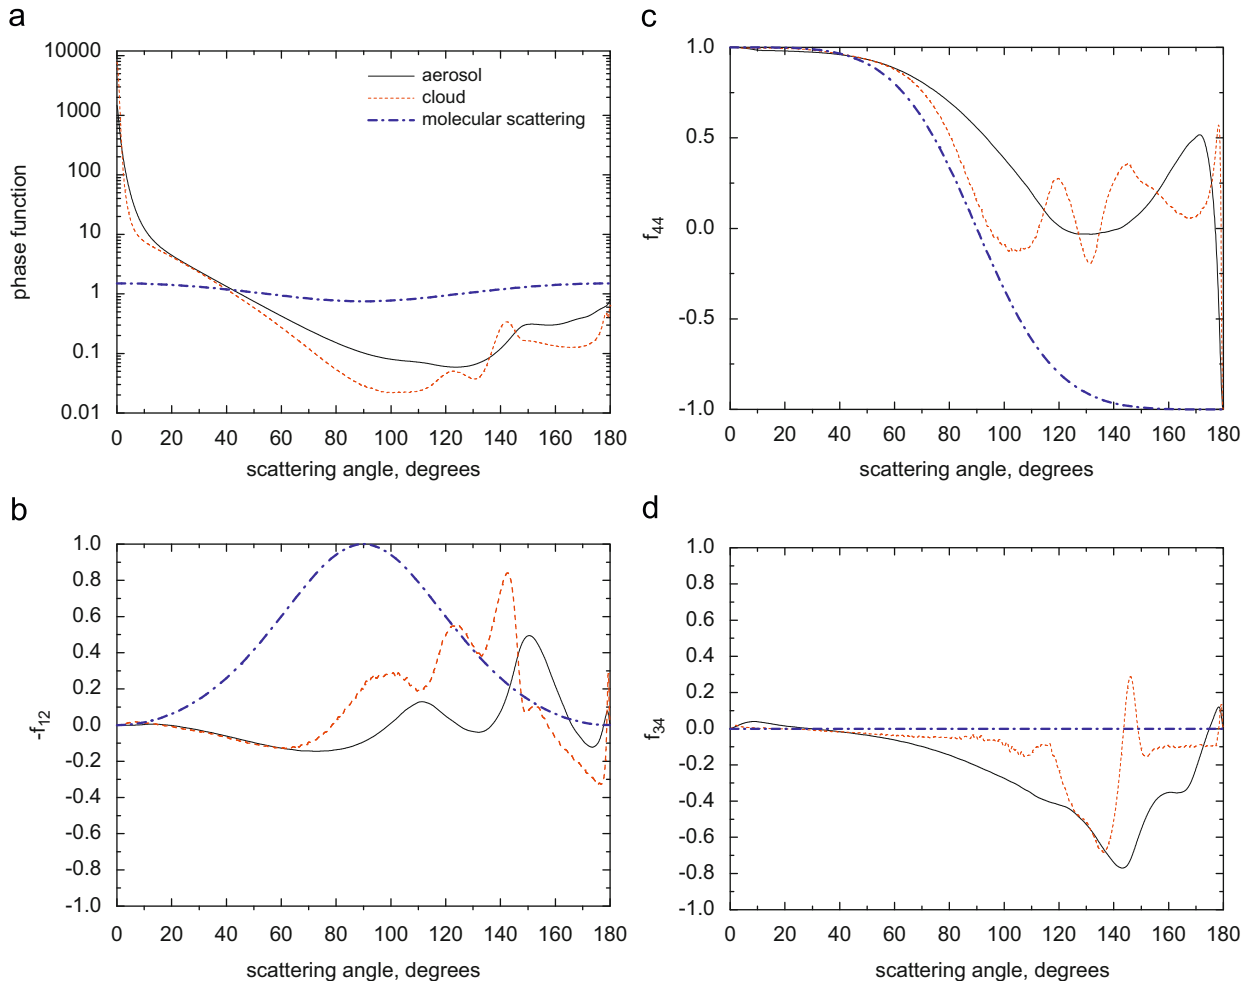 a
10000
1000
100
10
1
0.1
0.01
phase function
aerosol
cloud
molecular scattering
0 20 40 60 80 100 120 140 160 180
scattering angle, degrees
c
1.0
0.5
0.0
-0.5
-1.0
f44
0 20 40 60 80 100 120 140 160 180
scattering angle, degrees
b
1.0
0.8
0.6
0.4
0.2
0.0
-0.2
-0.4
-0.6
-0.8
-1.0
-f12
0 20 40 60 80 100 120 140 160 180
scattering angle, degrees
d
1.0
0.8
0.6
0.4
0.2
0.0
-0.2
-0.4
-0.6
-0.8
-1.0
f34
0 20 40 60 80 100 120 140 160 180
scattering angle, degrees